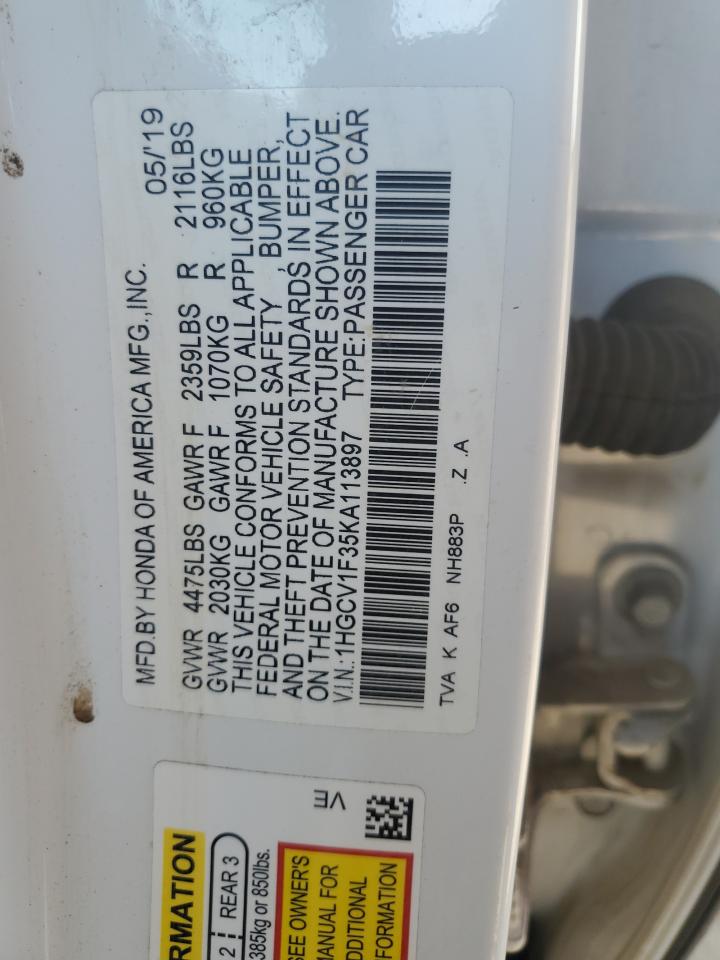 MFD.BY HONDA OF AMERICA MFG.,INC. 05/'19
GVWR 4475LBS GAWR F 2359LBS R 2116LBS
GVWR 2030KG GAWR F 1070KG R 960KG
THIS VEHICLE CONFORMS TO ALL APPLICABLE
FEDERAL MOTOR VEHICLE SAFETY , BUMPER,
AND THEFT PREVENTION STANDARDS, IN EFFECT
ON THE DATE OF MANUFACTURE SHOWN ABOVE.
V.I.N.:1HGCV1F35KA113897 TYPE:PASSENGER CAR
TVA K AF6 NH883P .Z .A
VE
RMATION
2 REAR 3
385kg or 850lbs.
SEE OWNER'S
MANUAL FOR
ADDITIONAL
FORMATION